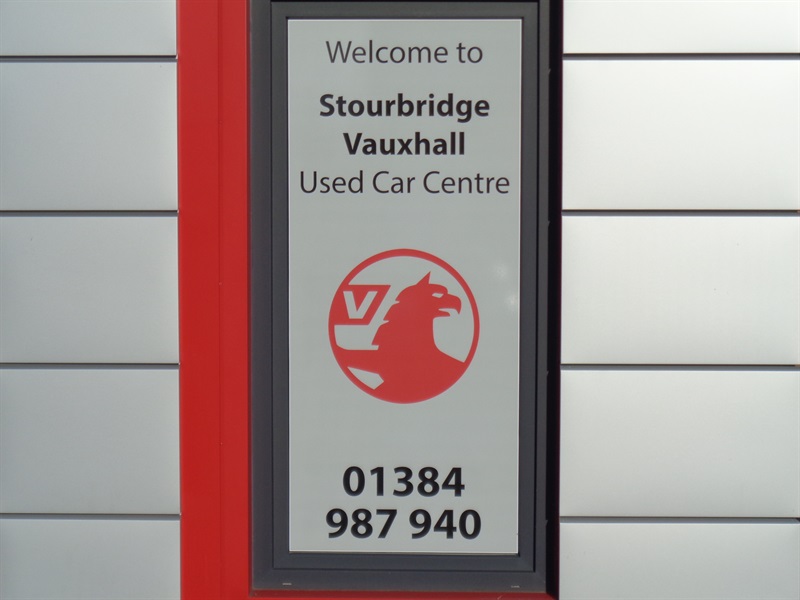 Welcome to
Stourbridge
Vauxhall
Used Car Centre
V
01384
987 940